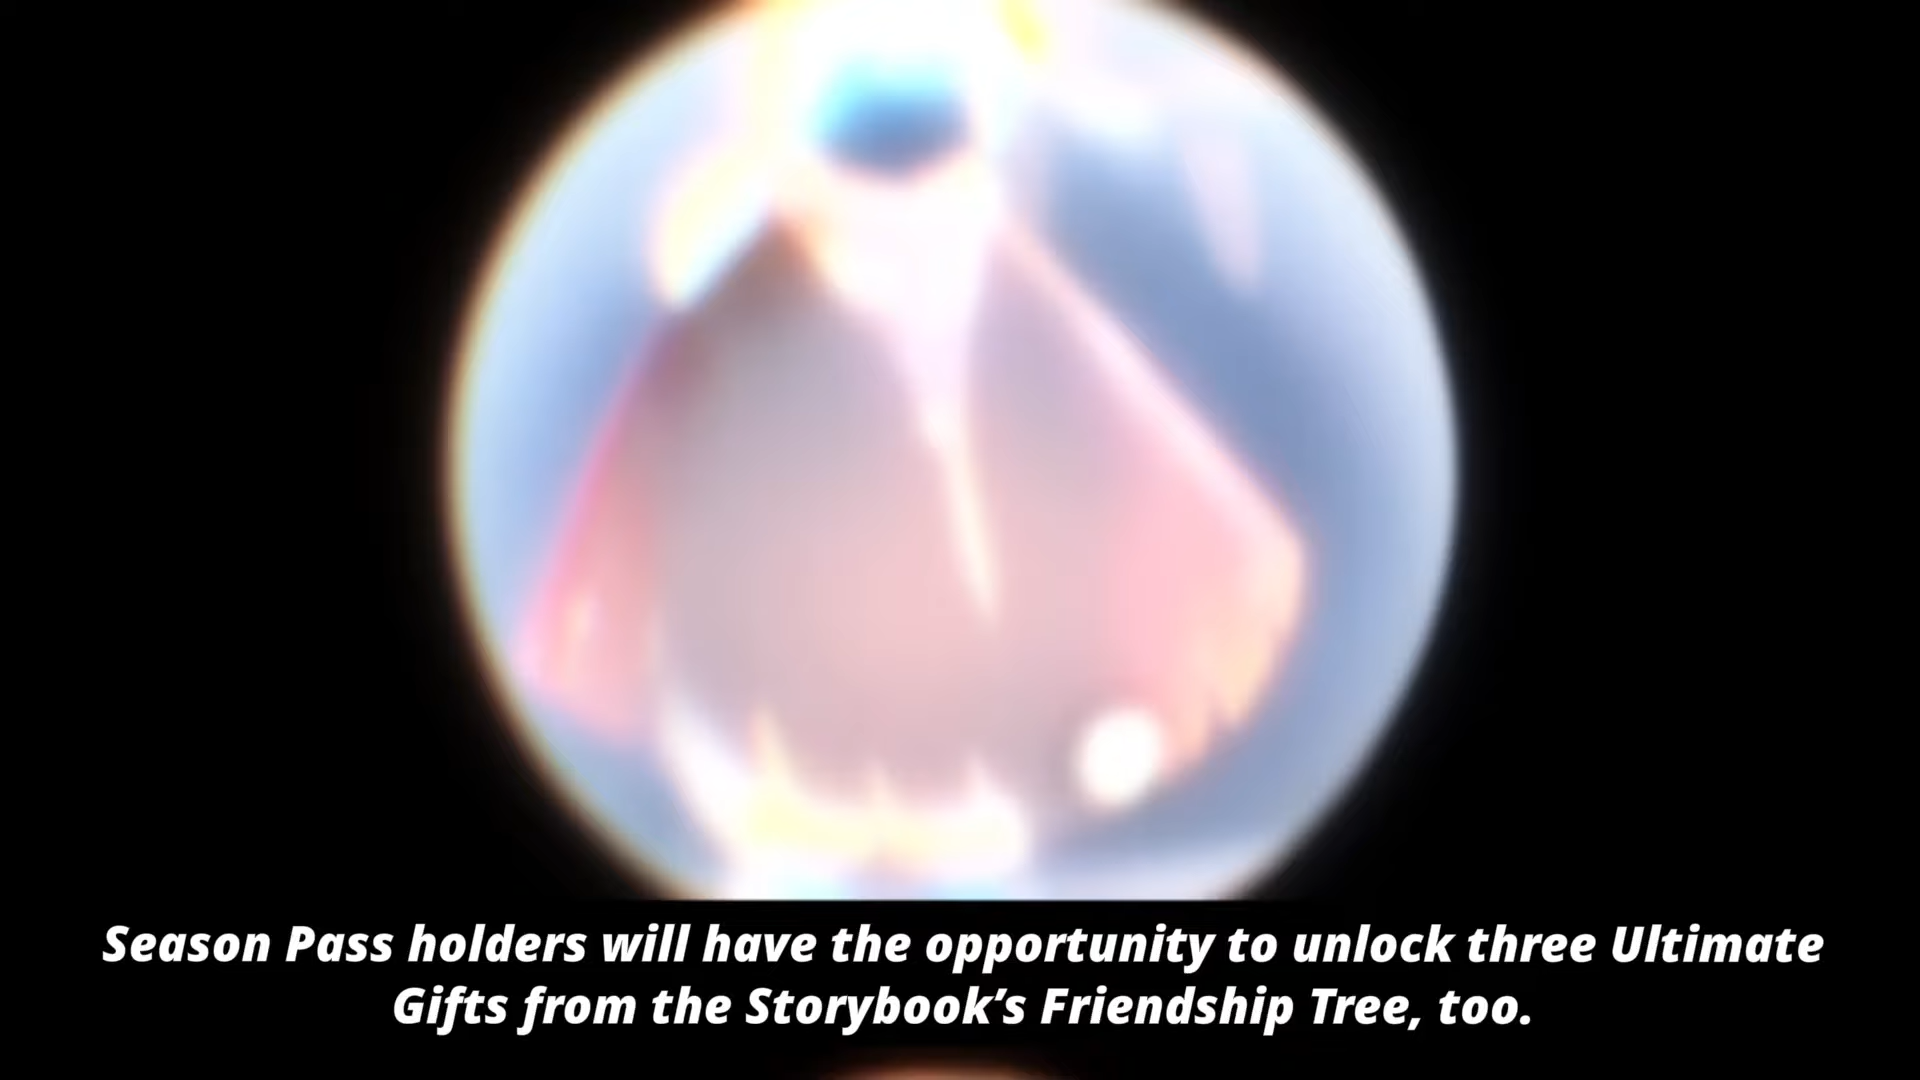 Season Pass holders will have the opportunity to unlock three Ultimate
Gifts from the Storybook’s Friendship Tree, too.